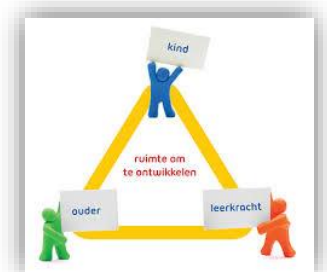 kind
ruimte om
te ontwikkelen
ouder
leerkracht